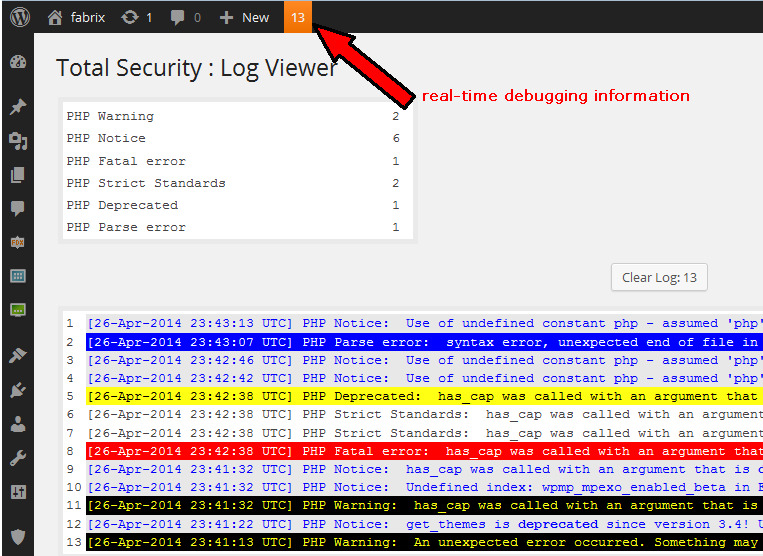 fabrix 1 0 New 13
Total Security : Log Viewer
real-time debugging information
PHP Warning 2
PHP Notice 6
PHP Fatal error 1
PHP Strict Standards 2
PHP Deprecated 1
PHP Parse error 1
Clear Log: 13
FDX
1 [26-Apr-2014 23:43:13 UTC] PHP Notice:  Use of undefined constant php - assumed 'php'
2 [26-Apr-2014 23:43:07 UTC] PHP Parse error:  syntax error, unexpected end of file in
3 [26-Apr-2014 23:42:46 UTC] PHP Notice:  Use of undefined constant php - assumed 'php'
4 [26-Apr-2014 23:42:42 UTC] PHP Notice:  Use of undefined constant php - assumed 'php'
5 [26-Apr-2014 23:42:38 UTC] PHP Deprecated:  has_cap was called with an argument that
6 [26-Apr-2014 23:42:38 UTC] PHP Strict Standards:  has_cap was called with an argument
7 [26-Apr-2014 23:42:38 UTC] PHP Strict Standards:  has_cap was called with an argument
8 [26-Apr-2014 23:42:38 UTC] PHP Fatal error:  has_cap was called with an argument that
9 [26-Apr-2014 23:41:32 UTC] PHP Notice:  has_cap was called with an argument that is
10 [26-Apr-2014 23:41:32 UTC] PHP Notice:  Undefined index: wpmp_mpexo_enabled_beta in
11 [26-Apr-2014 23:41:32 UTC] PHP Warning:  has_cap was called with an argument that is
12 [26-Apr-2014 23:41:22 UTC] PHP Notice:  get_themes is deprecated since version 3.4!
13 [26-Apr-2014 23:41:13 UTC] PHP Warning:  An unexpected error occurred. Something may